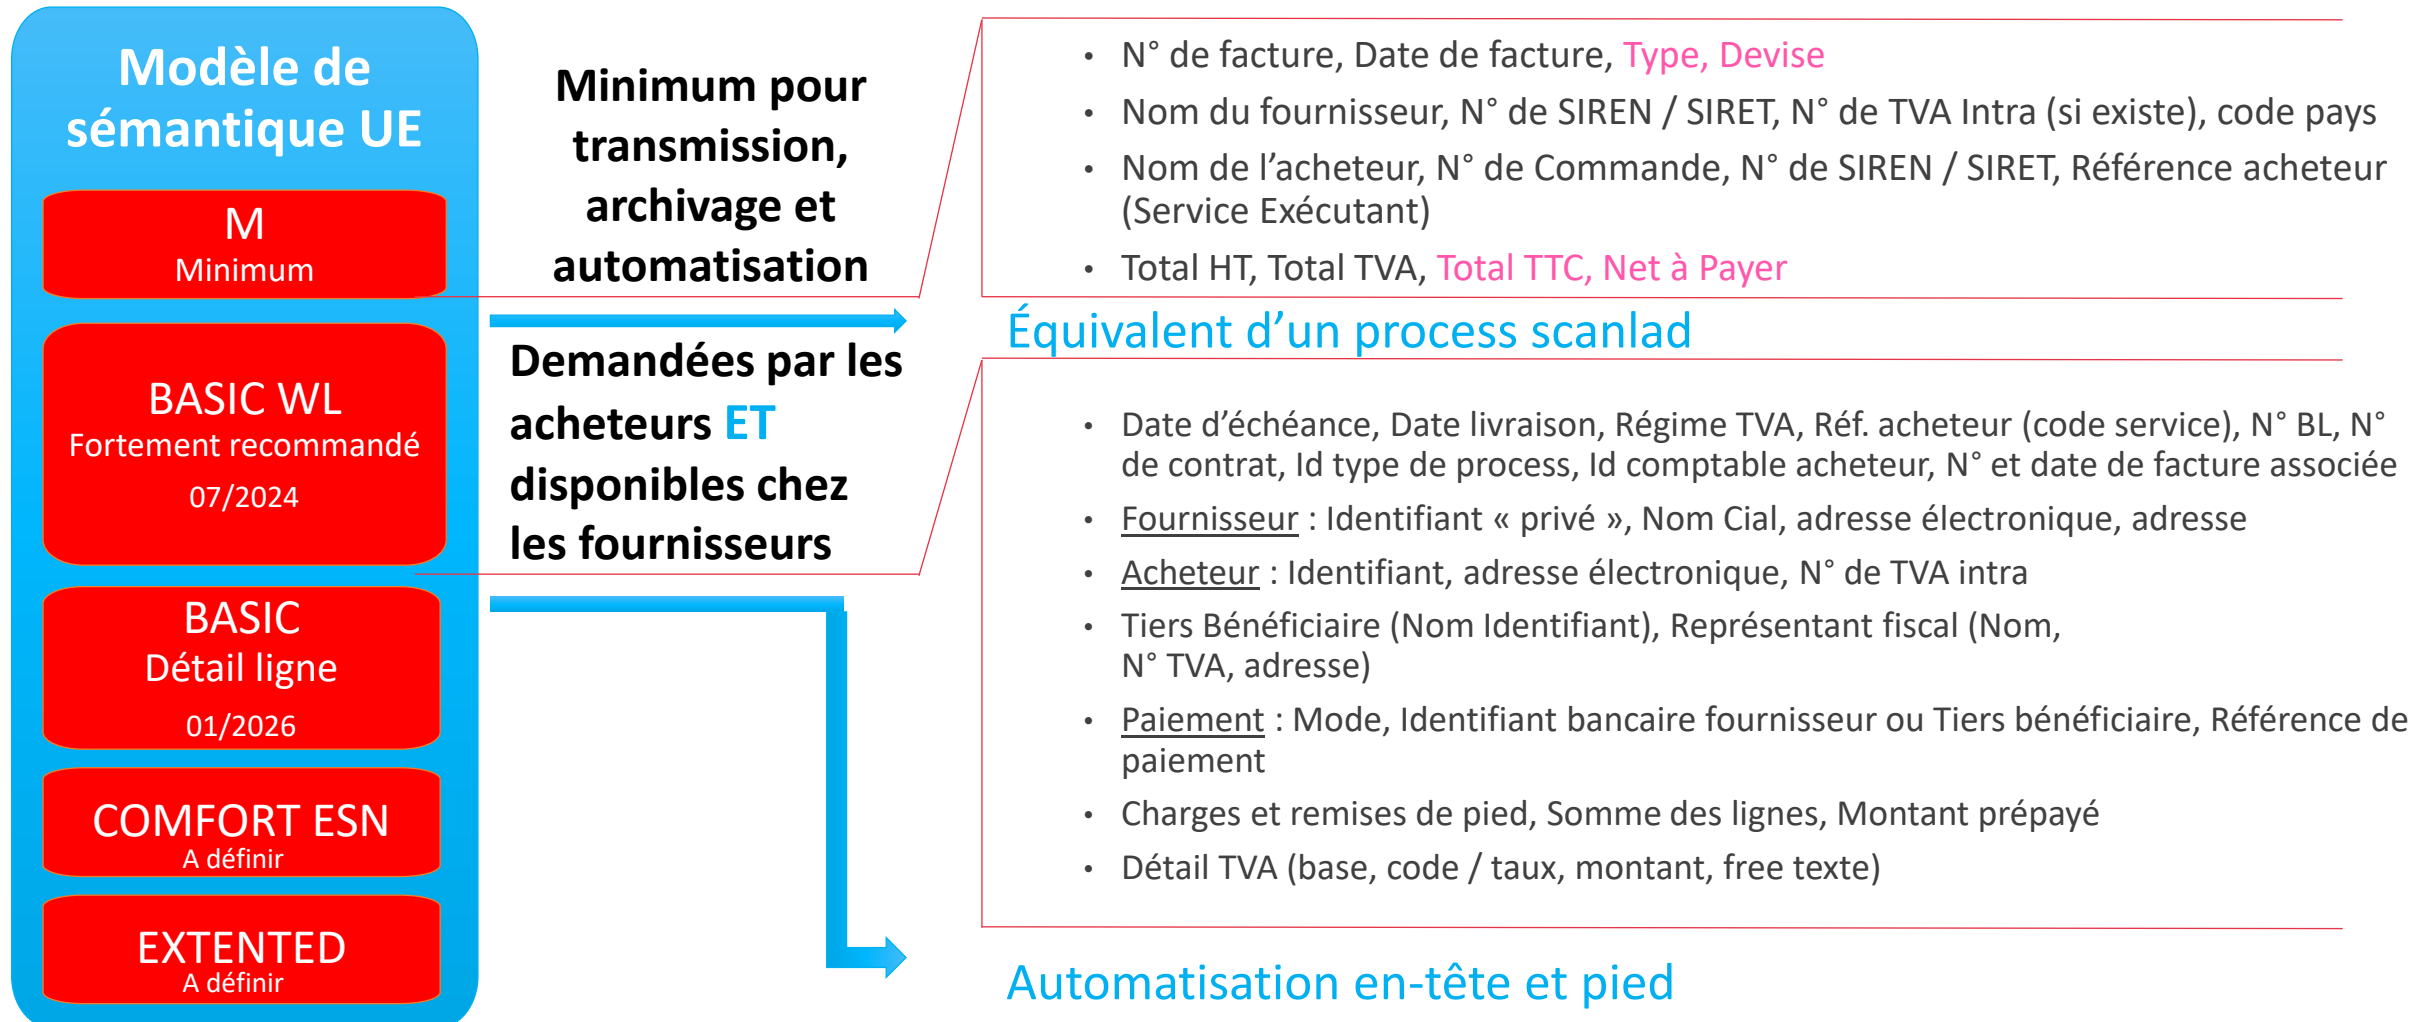 Modèle de
sémantique UE
M
Minimum
BASIC WL
Fortement recommandé
07/2024
BASIC
Détail ligne
01/2026
COMFORT ESN
A définir
EXTENTED
A définir
Minimum pour
transmission,
archivage et
automatisation
Demandées par les
acheteurs ET
disponibles chez
les fournisseurs
• N° de facture, Date de facture, Type, Devise
• Nom du fournisseur, N° de SIREN / SIRET, N° de TVA Intra (si existe), code pays
• Nom de l’acheteur, N° de Commande, N° de SIREN / SIRET, Référence acheteur
(Service Exécutant)
• Total HT, Total TVA, Total TTC, Net à Payer
Équivalent d’un process scanlad
• Date d’échéance, Date livraison, Régime TVA, Réf. acheteur (code service), N° BL, N°
de contrat, Id type de process, Id comptable acheteur, N° et date de facture associée
• Fournisseur : Identifiant « privé », Nom Cial, adresse électronique, adresse
• Acheteur : Identifiant, adresse électronique, N° de TVA intra
• Tiers Bénéficiaire (Nom Identifiant), Représentant fiscal (Nom,
N° TVA, adresse)
• Paiement : Mode, Identifiant bancaire fournisseur ou Tiers bénéficiaire, Référence de
paiement
• Charges et remises de pied, Somme des lignes, Montant prépayé
• Détail TVA (base, code / taux, montant, free texte)
Automatisation en-tête et pied